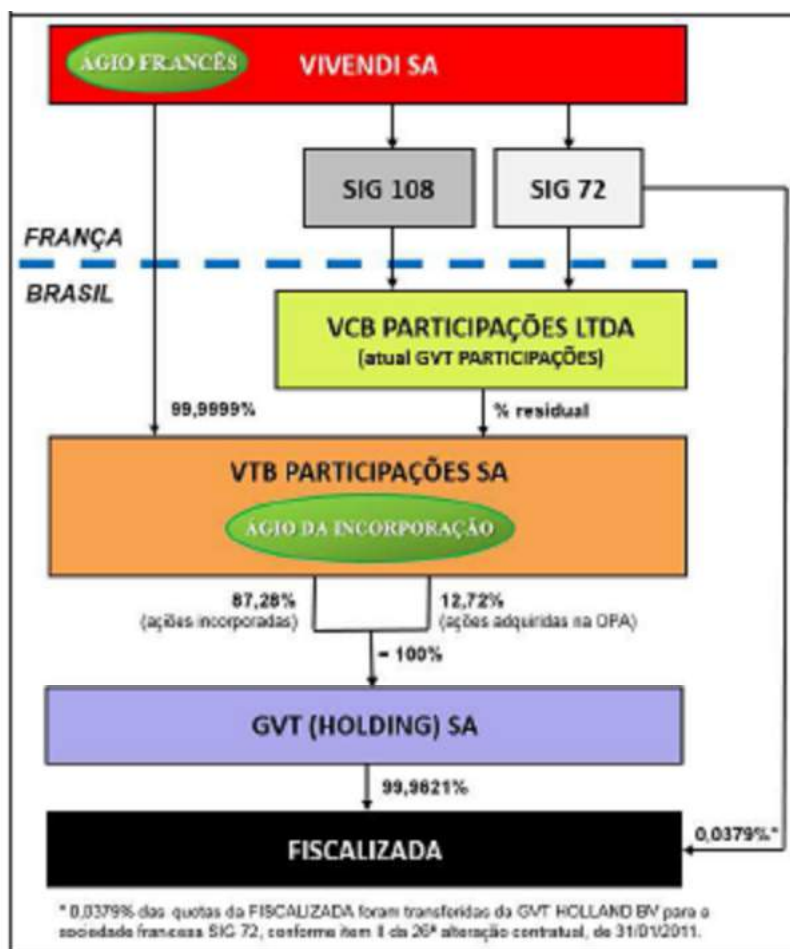 ÁGIO FRANCÊS
VIVENDI SA
SIG 108
SIG 72
FRANÇA
BRASIL
VCB PARTICIPAÇÕES LTDA
(atual GVT PARTICIPAÇÕES)
99,9999%
% residual
VTB PARTICIPAÇÕES SA
ÁGIO DA INCORPORAÇÃO
87,28%
(ações incorporadas)
12,72%
(ações adquiridas na OPA)
= 100%
GVT (HOLDING) SA
99,9621%
FISCALIZADA
0,0379%*
* 0,0379% das quotas da FISCALIZADA foram transferidas da GVT HOLLAND BV para a
sociedade francesa SIG 72, conforme item II da 26ª alteração contratual, de 31/01/2011.